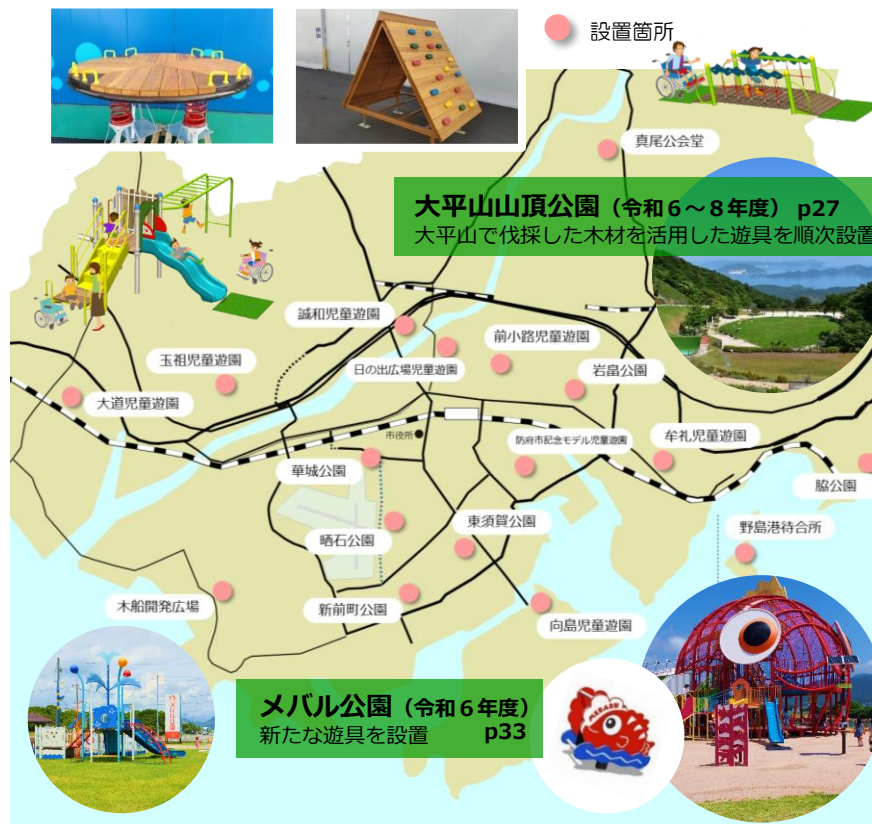 設置箇所
真尾公会堂
大平山山頂公園（令和６～８年度） p27
大平山で伐採した木材を活用した遊具を順次設置
誠和児童遊園
前小路児童遊園
玉祖児童遊園
日の出広場児童遊園
岩畠公園
大道児童遊園
市役所
防府市記念モデル児童遊園
牟礼児童遊園
華城公園
脇公園
東須賀公園
野島港待合所
晒石公園
木船開発広場
新前町公園
向島児童遊園
メバル公園（令和６年度）
新たな遊具を設置 p33
MEBARU